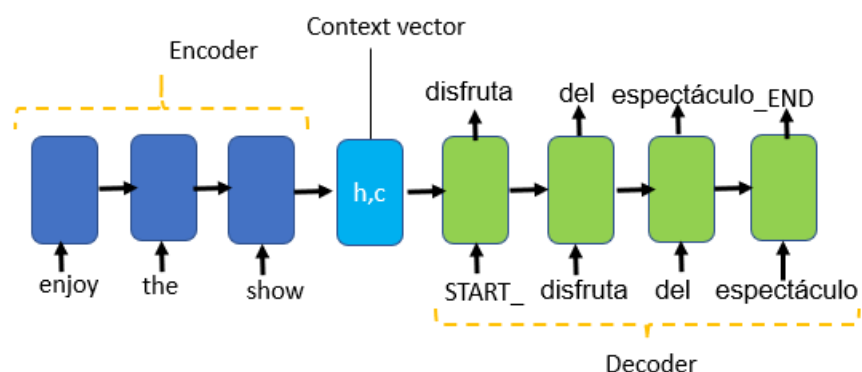 Context vector
Encoder
disfruta del espectáculo _END
h,c
enjoy the show START_ disfruta del espectáculo
Decoder